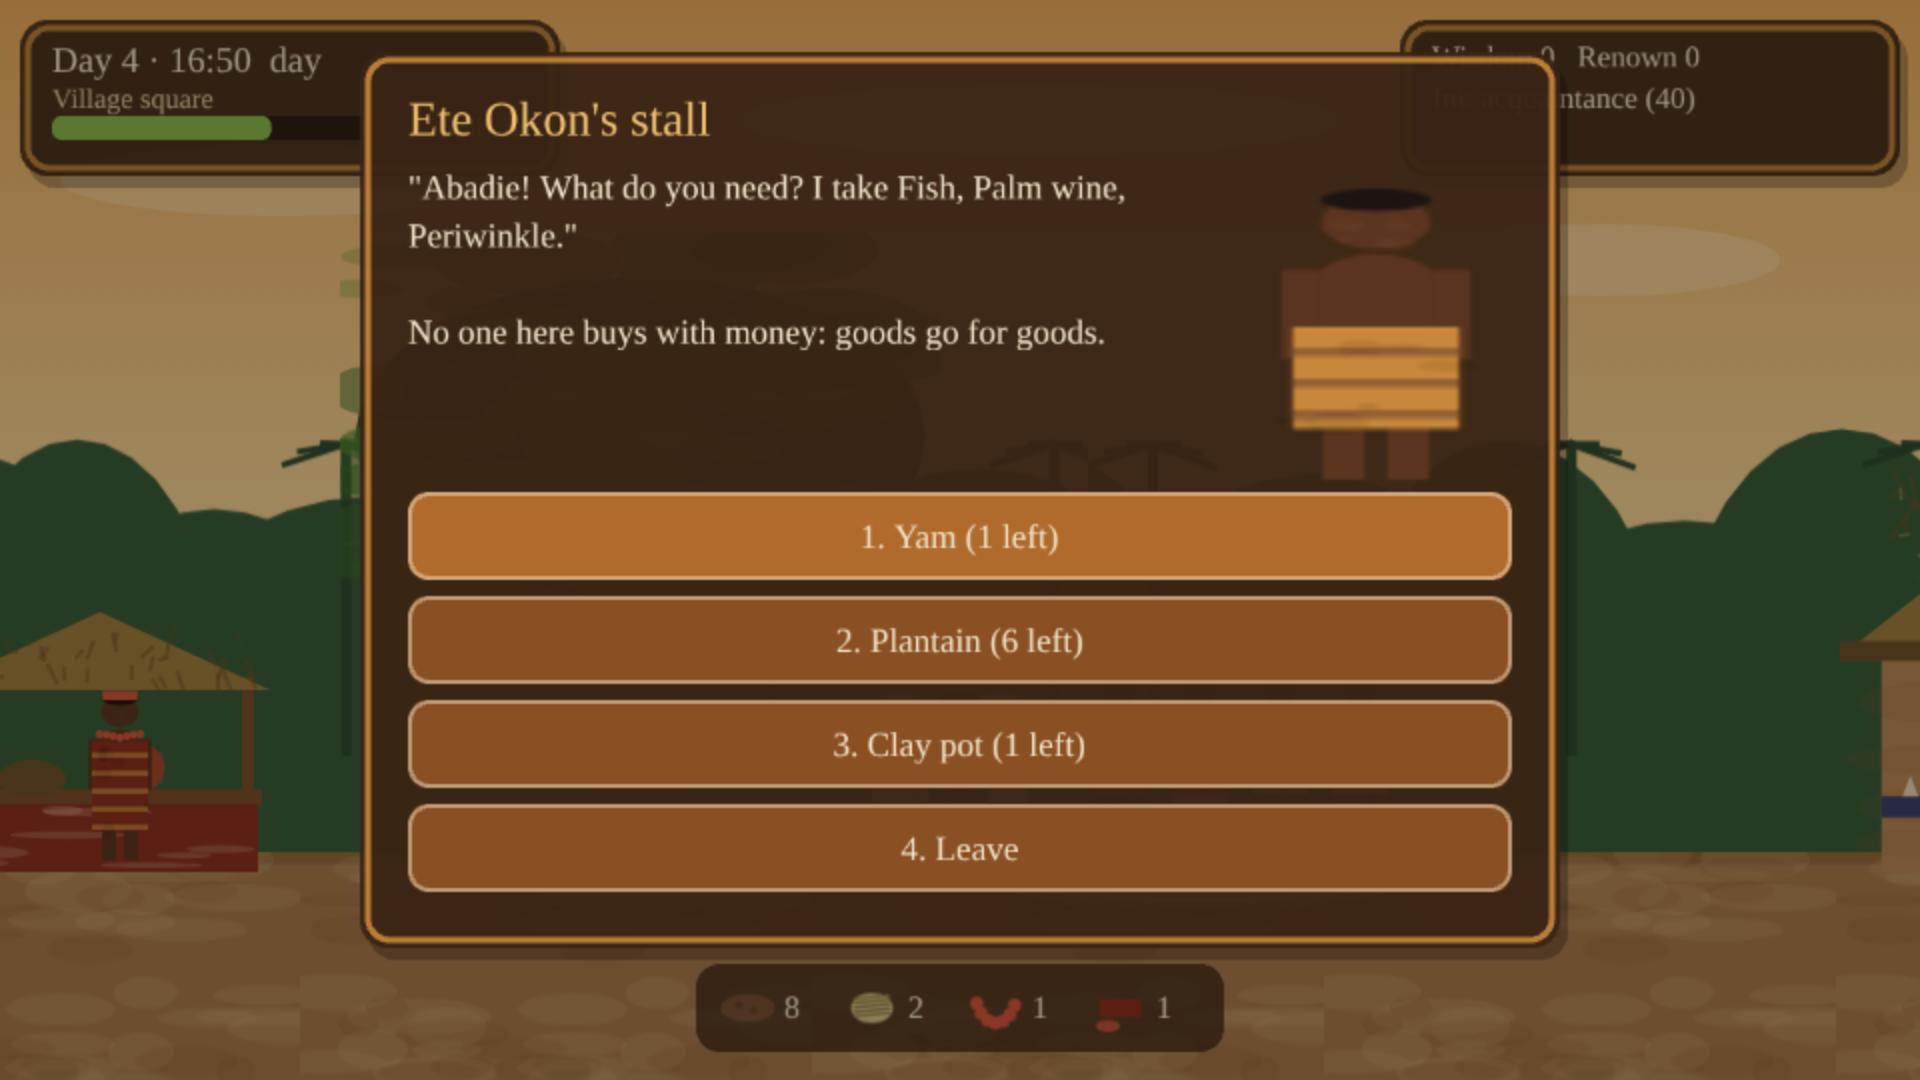 Day 4 · 16:50 day
Village square
Renown 0
(40)
Ete Okon's stall
"Abadie! What do you need? I take Fish, Palm wine,
Periwinkle."
No one here buys with money: goods go for goods.
1. Yam (1 left)
2. Plantain (6 left)
3. Clay pot (1 left)
4. Leave
8 2 1 1